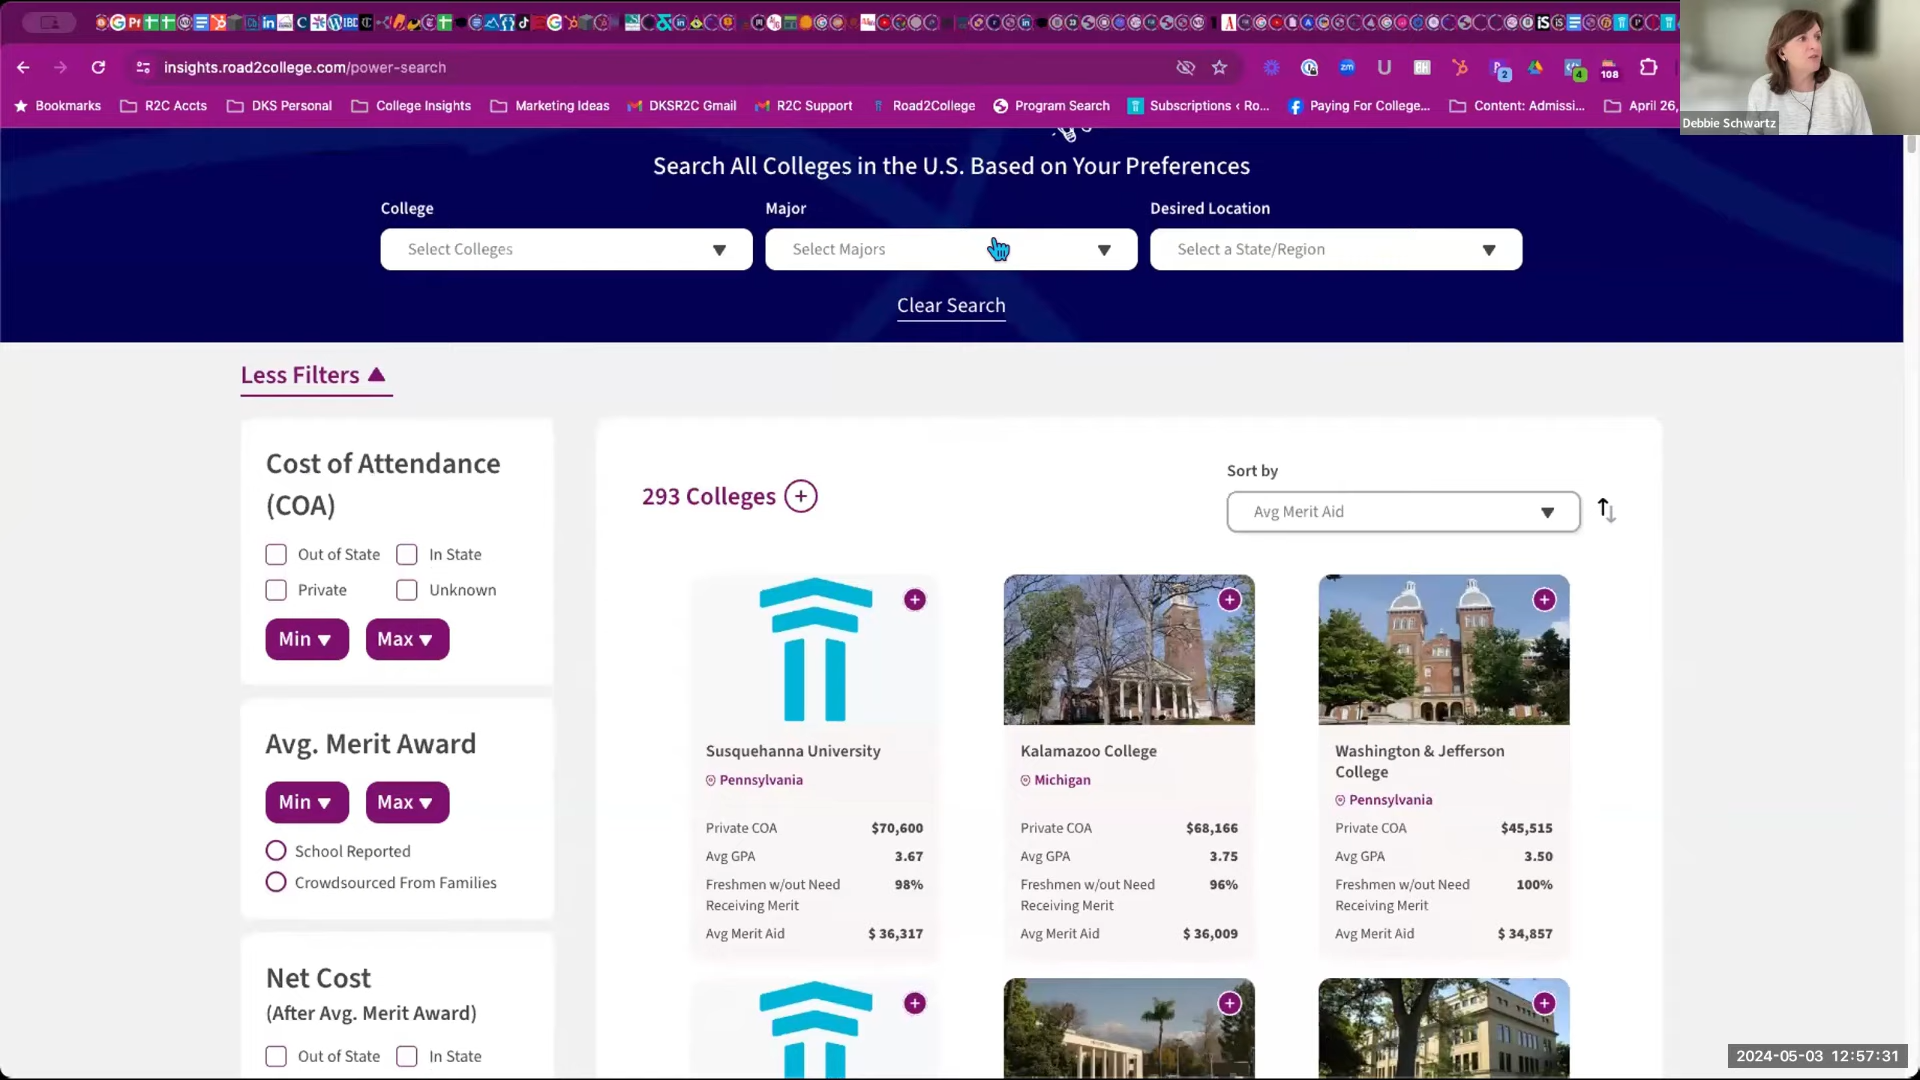 insights.road2college.com/power-search
108
2
4
Debbie Schwartz
Bookmarks
R2C Accts
DKS Personal
College Insights
Marketing Ideas
DKSR2C Gmail
R2C Support
Road2College
Program Search
Subscriptions ‹ Ro...
Paying For College...
Content: Admissi...
April 26,
Search All Colleges in the U.S. Based on Your Preferences
College
Major
Desired Location
Select Colleges
Select Majors
Select a State/Region
Clear Search
Less Filters
Cost of Attendance
(COA)
Out of State
In State
Private
Unknown
Min
Max
Avg. Merit Award
Min
Max
School Reported
Crowdsourced From Families
Net Cost
(After Avg. Merit Award)
Out of State
In State
293 Colleges
Sort by
Avg Merit Aid
Susquehanna University
Pennsylvania
Private COA $70,600
Avg GPA 3.67
Freshmen w/out Need 98%
Receiving Merit
Avg Merit Aid $ 36,317
Kalamazoo College
Michigan
Private COA $68,166
Avg GPA 3.75
Freshmen w/out Need 96%
Receiving Merit
Avg Merit Aid $ 36,009
Washington & Jefferson
College
Pennsylvania
Private COA $45,515
Avg GPA 3.50
Freshmen w/out Need 100%
Receiving Merit
Avg Merit Aid $ 34,857
2024-05-03 12:57:31